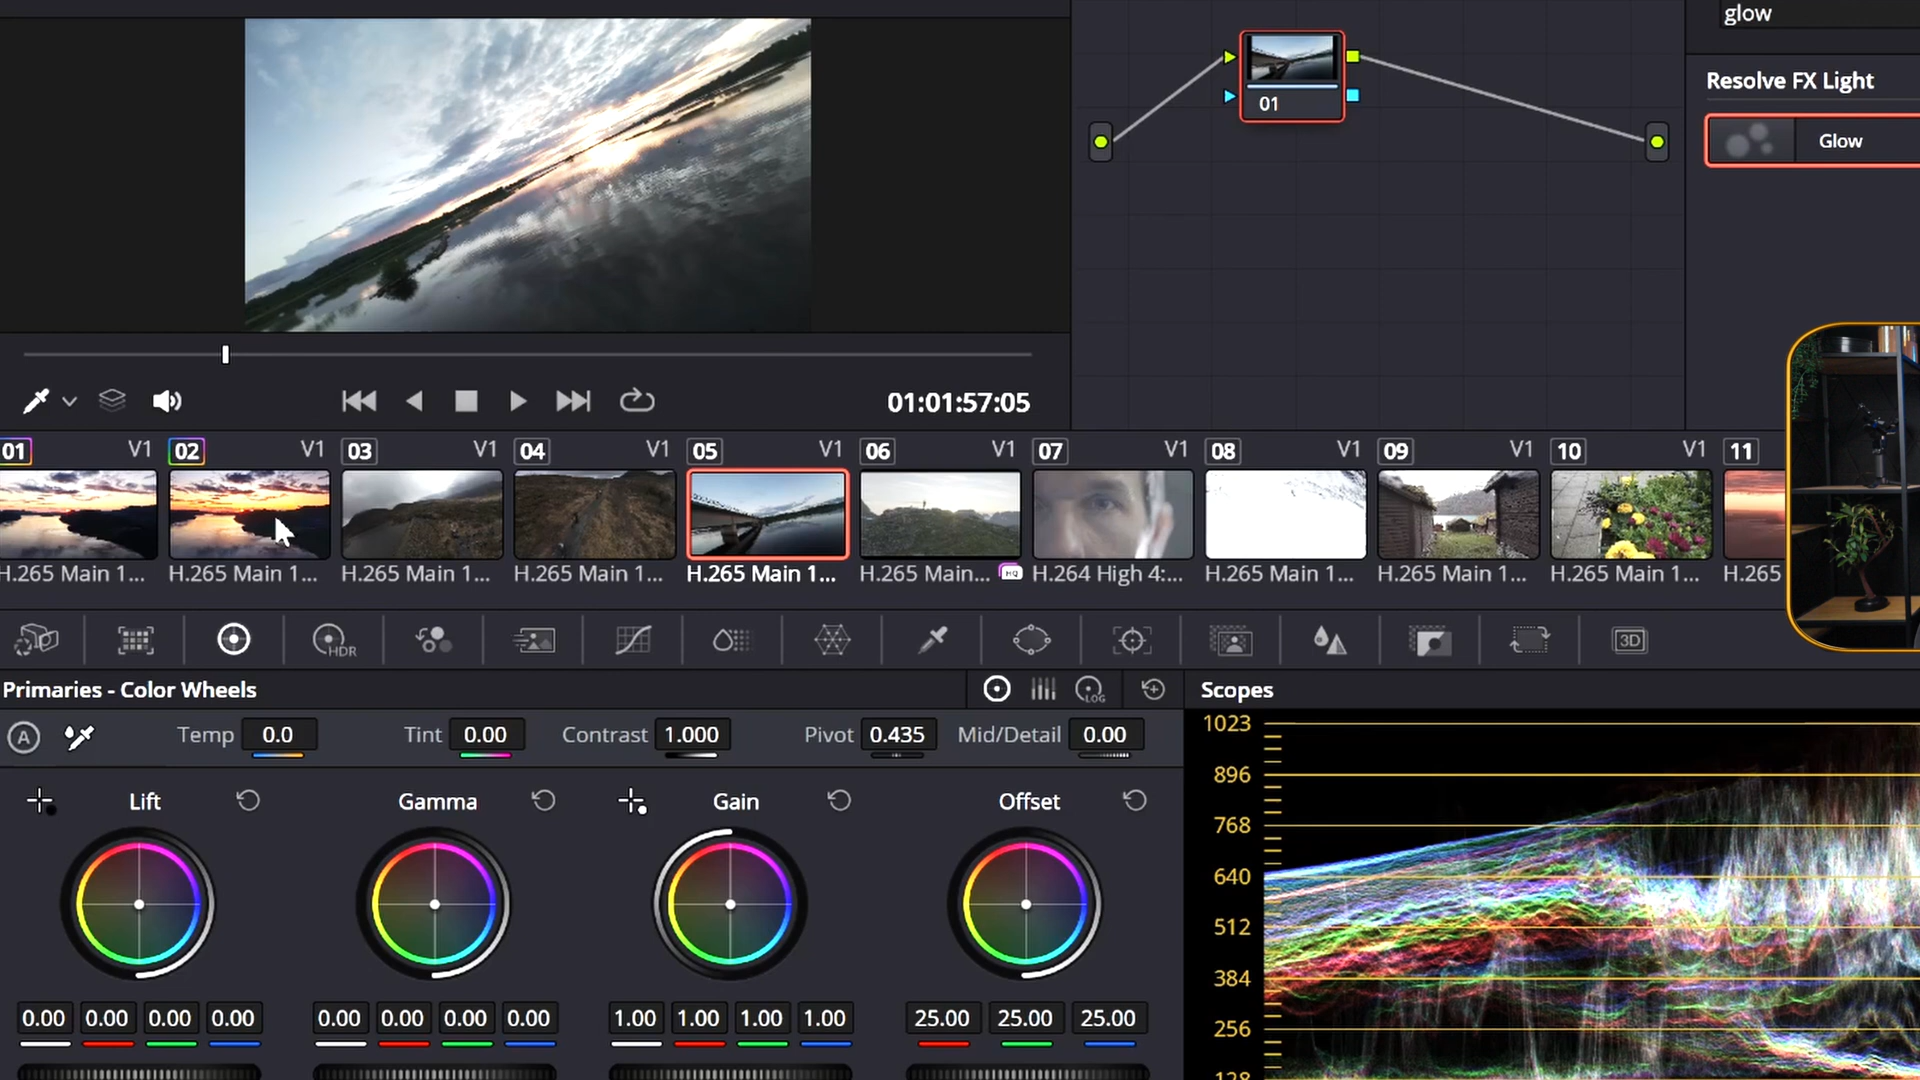 glow
Resolve FX Light
Glow
01
01:01:57:05
01 V1 02 V1 03 V1 04 V1 05 V1 06 V1 07 V1 08 V1 09 V1 10 V1 11
H.265 Main 1... H.265 Main 1... H.265 Main 1... H.265 Main 1... H.265 Main 1... H.265 Main... HQ H.264 High 4:... H.265 Main 1... H.265 Main 1... H.265 Main 1... H.265
HDR 3D
Primaries - Color Wheels LOG Scopes
A Temp 0.0 Tint 0.00 Contrast 1.000 Pivot 0.435 Mid/Detail 0.00
Lift Gamma Gain Offset
0.00 0.00 0.00 0.00 0.00 0.00 0.00 0.00 1.00 1.00 1.00 1.00 25.00 25.00 25.00
1023
896
768
640
512
384
256
128